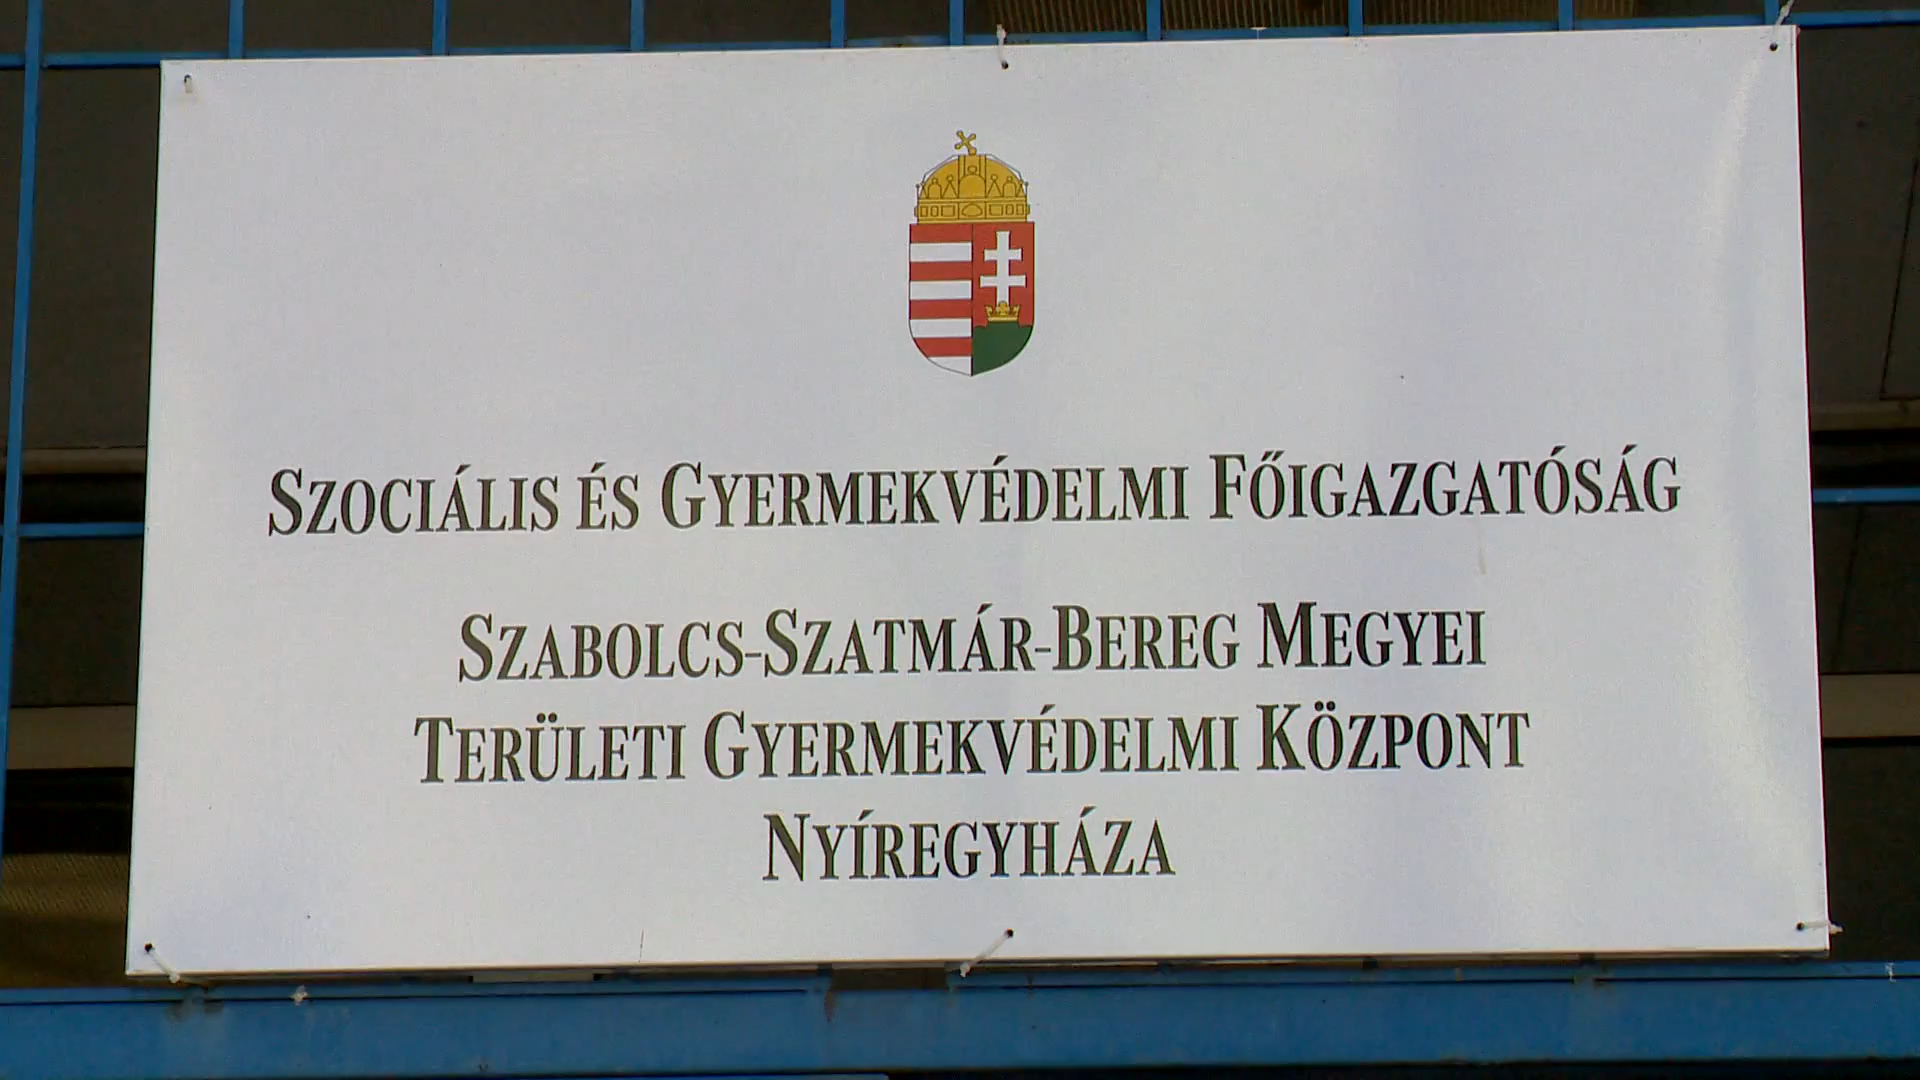 Szociális és Gyermekvédelmi Főigazgatóság
Szabolcs-Szatmár-Bereg Megyei
Területi Gyermekvédelmi Központ
Nyíregyháza